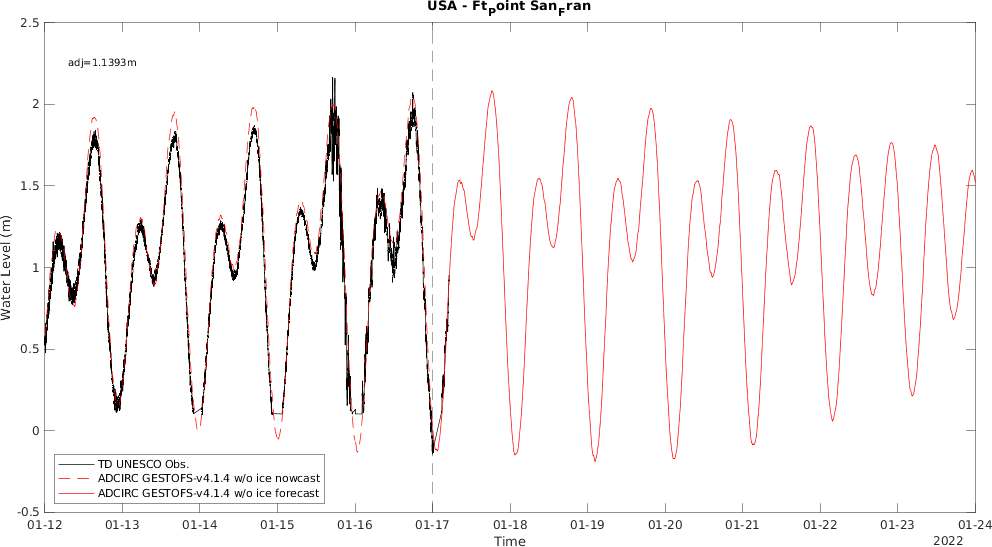 USA - Ft_Point San_Fran
adj=1.1393m
2.5
2
1.5
1
0.5
0
-0.5
Water Level (m)
TD UNESCO Obs.
ADCIRC GESTOFS-v4.1.4 w/o ice nowcast
ADCIRC GESTOFS-v4.1.4 w/o ice forecast
01-12 01-13 01-14 01-15 01-16 01-17 01-18 01-19 01-20 01-21 01-22 01-23 01-24
Time
2022